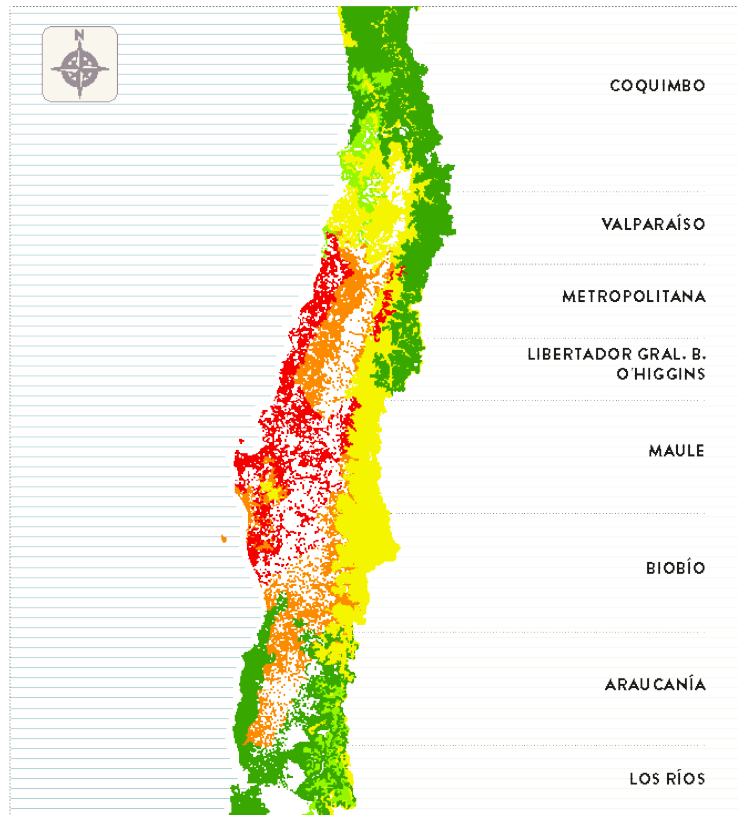 N
COQUIMBO
VALPARAÍSO
METROPOLITANA
LIBERTADOR GRAL. B.
O'HIGGINS
MAULE
BIOBÍO
ARAUCANÍA
LOS RÍOS